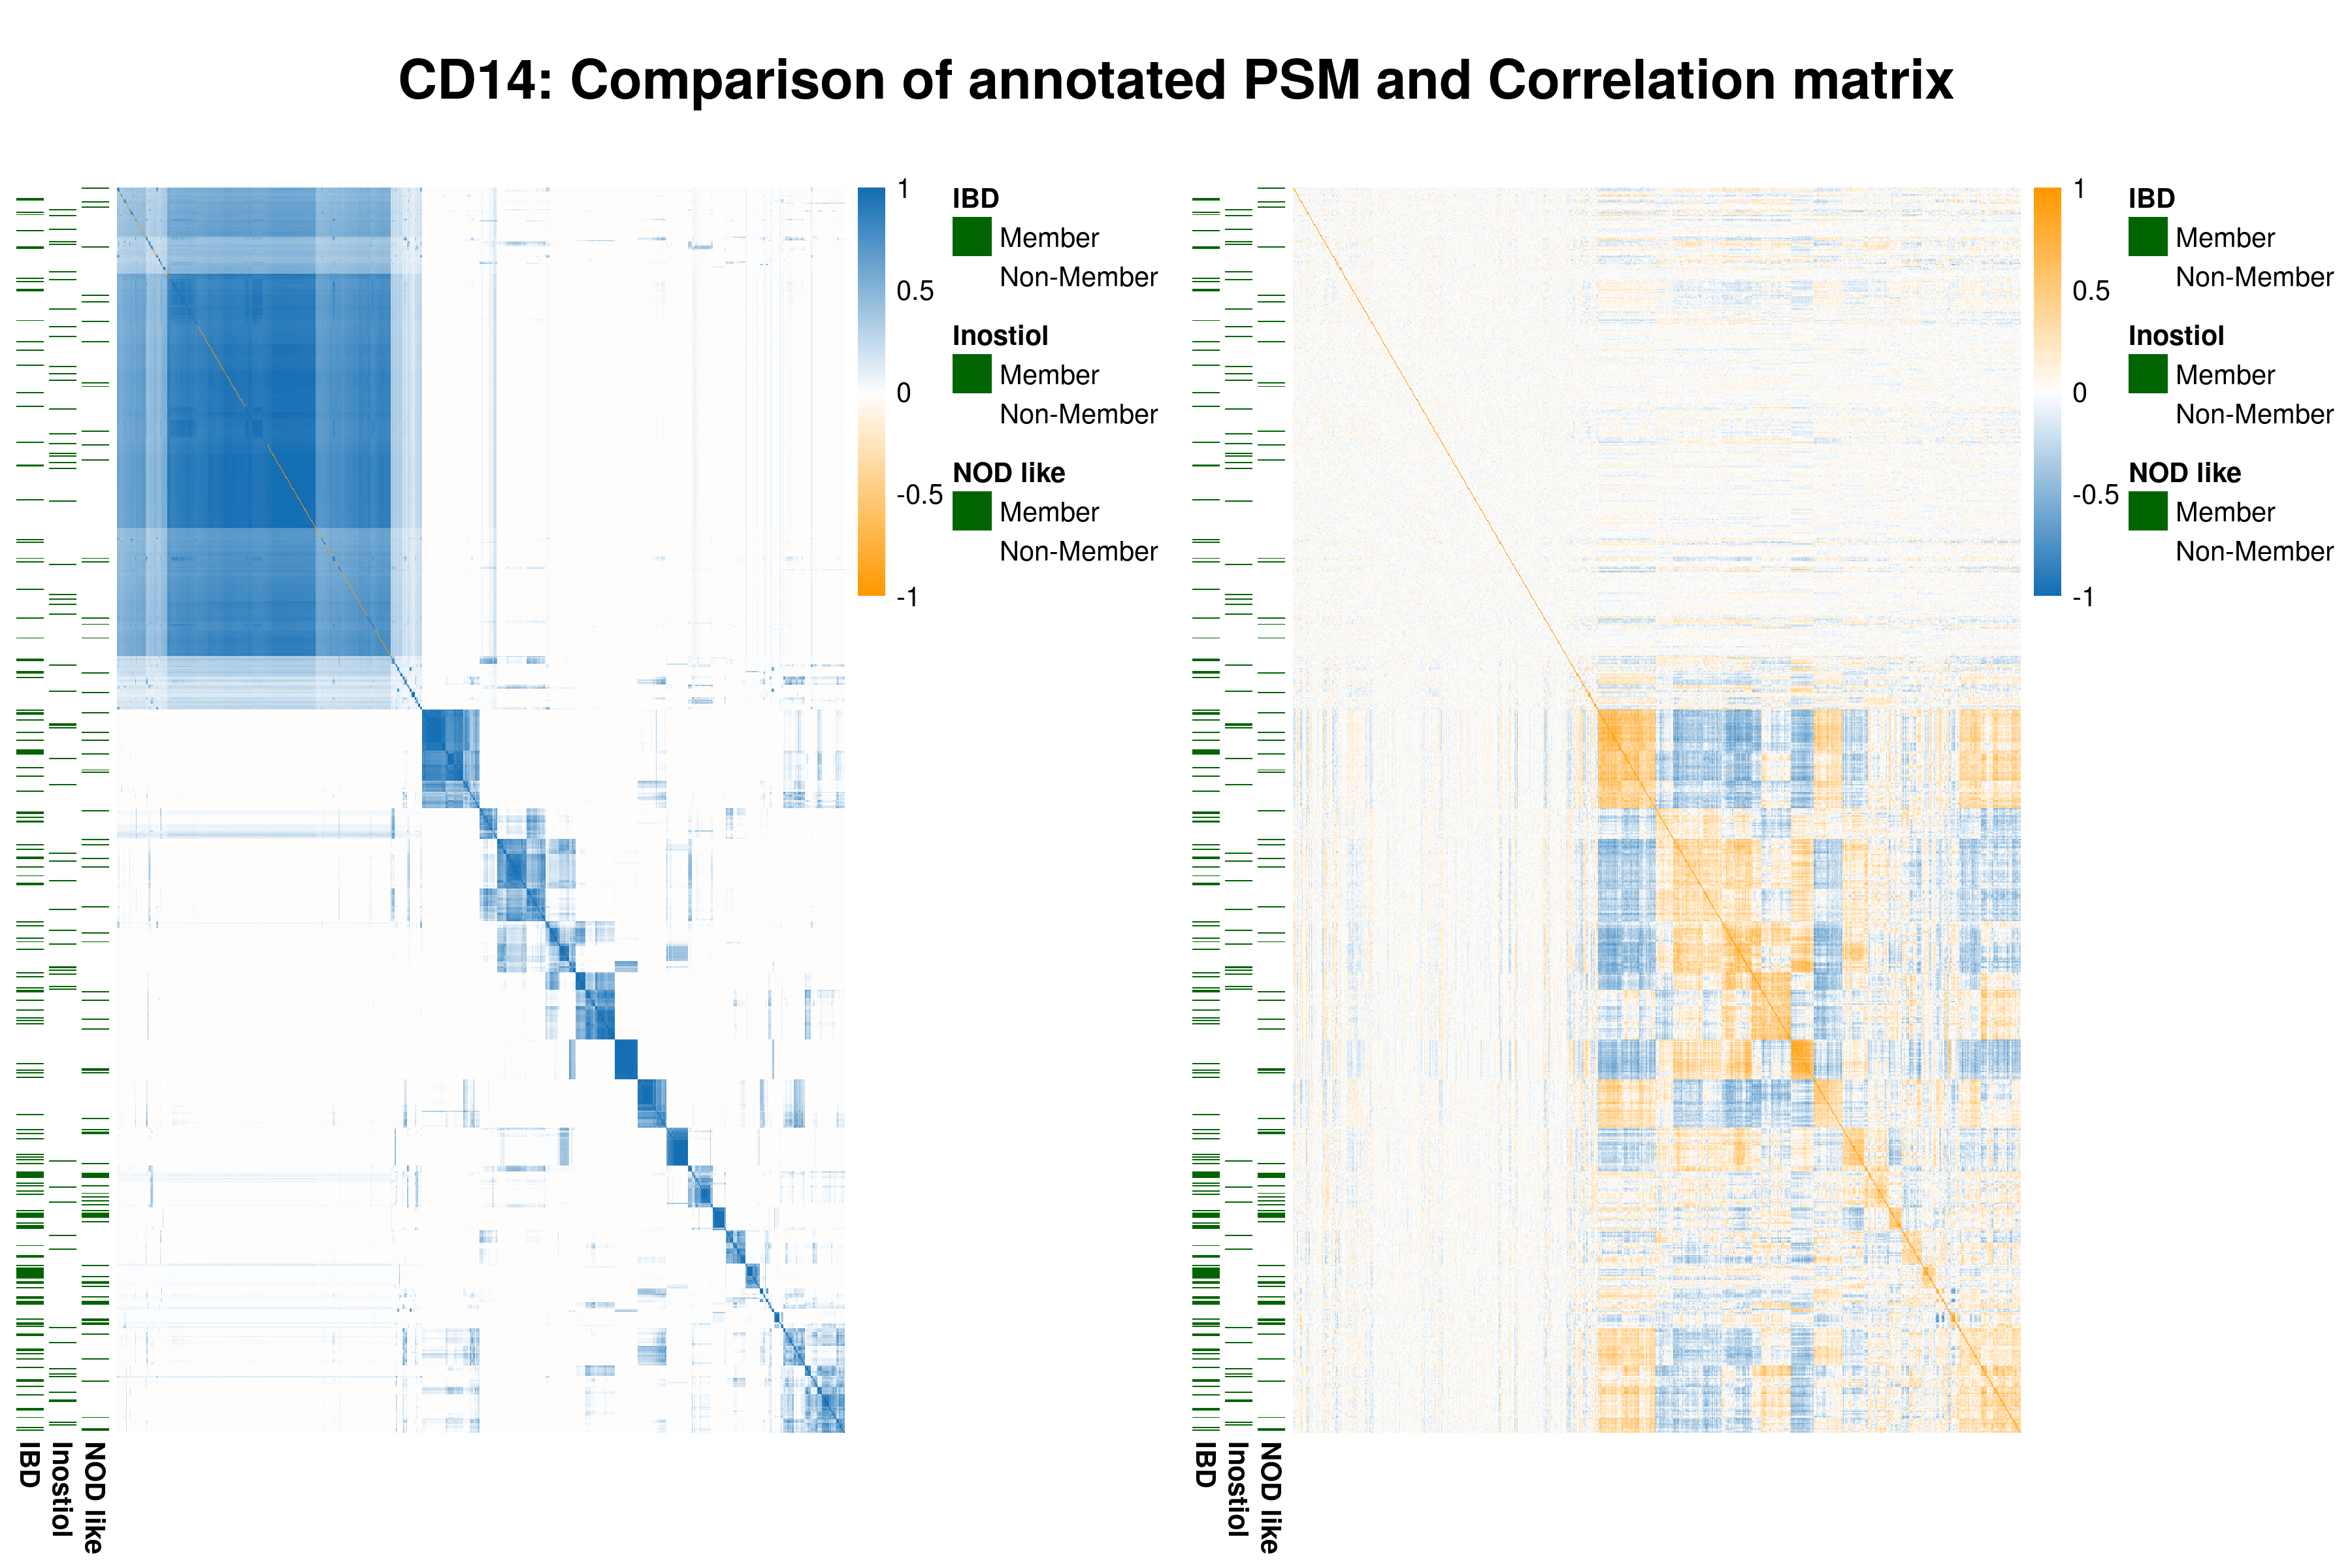 CD14: Comparison of annotated PSM and Correlation matrix
1
0.5
0
-0.5
-1
IBD
Member
Non-Member
Inostiol
Member
Non-Member
NOD like
Member
Non-Member
IBD
Inostiol
NOD like
1
0.5
0
-0.5
-1
IBD
Member
Non-Member
Inostiol
Member
Non-Member
NOD like
Member
Non-Member
IBD
Inostiol
NOD like